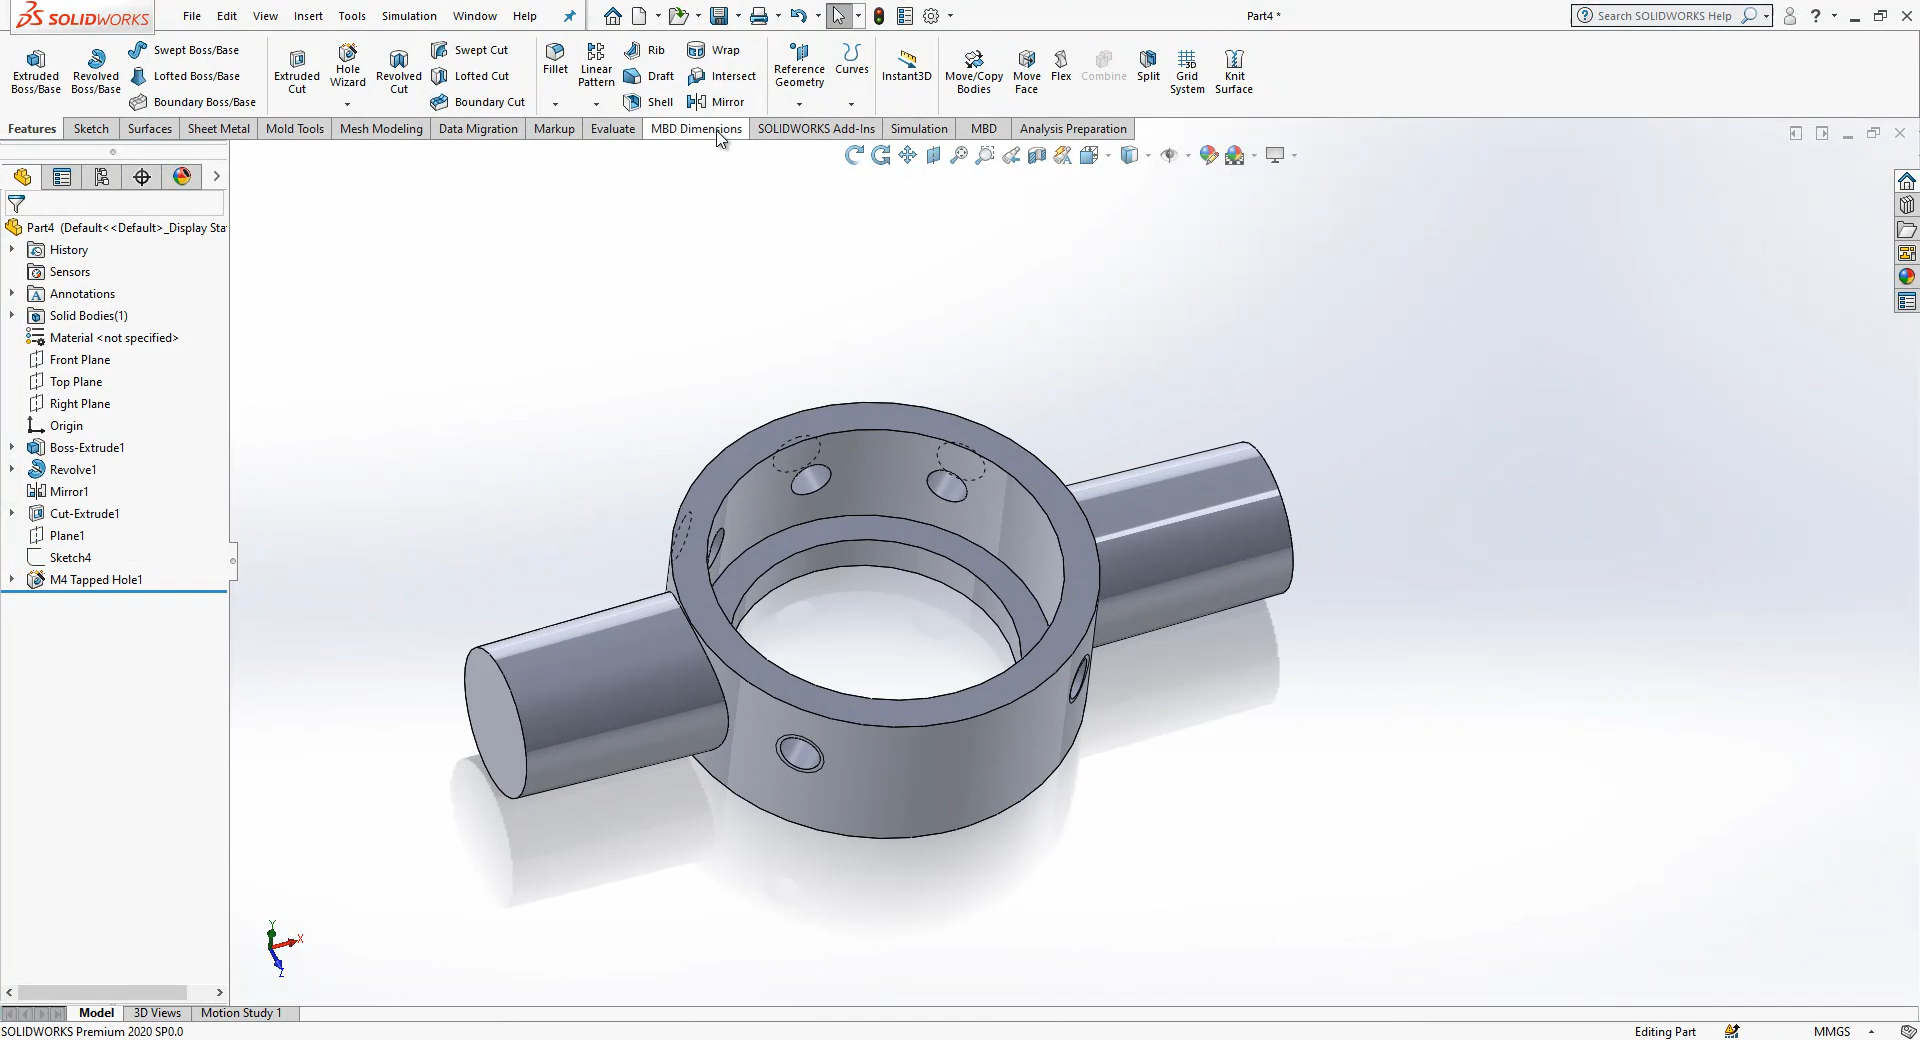 SOLIDWORKS
File Edit View Insert Tools Simulation Window Help
Part4 *
Search SOLIDWORKS Help
Extruded Boss/Base
Revolved Boss/Base
Swept Boss/Base
Lofted Boss/Base
Boundary Boss/Base
Extruded Cut
Hole Wizard
Revolved Cut
Swept Cut
Lofted Cut
Boundary Cut
Fillet
Linear Pattern
Rib
Draft
Shell
Wrap
Intersect
Mirror
Reference Geometry
Curves
Instant3D
Move/Copy Bodies
Move Face
Flex
Combine
Split
Grid System
Knit Surface
Features Sketch Surfaces Sheet Metal Mold Tools Mesh Modeling Data Migration Markup Evaluate MBD Dimensions SOLIDWORKS Add-Ins Simulation MBD Analysis Preparation
Part4 (Default<<Default>_Display Sta
History
Sensors
Annotations
Solid Bodies(1)
Material <not specified>
Front Plane
Top Plane
Right Plane
Origin
Boss-Extrude1
Revolve1
Mirror1
Cut-Extrude1
Plane1
Sketch4
M4 Tapped Hole1
Y
X
Z
Model 3D Views Motion Study 1
SOLIDWORKS Premium 2020 SP0.0
Editing Part
MMGS